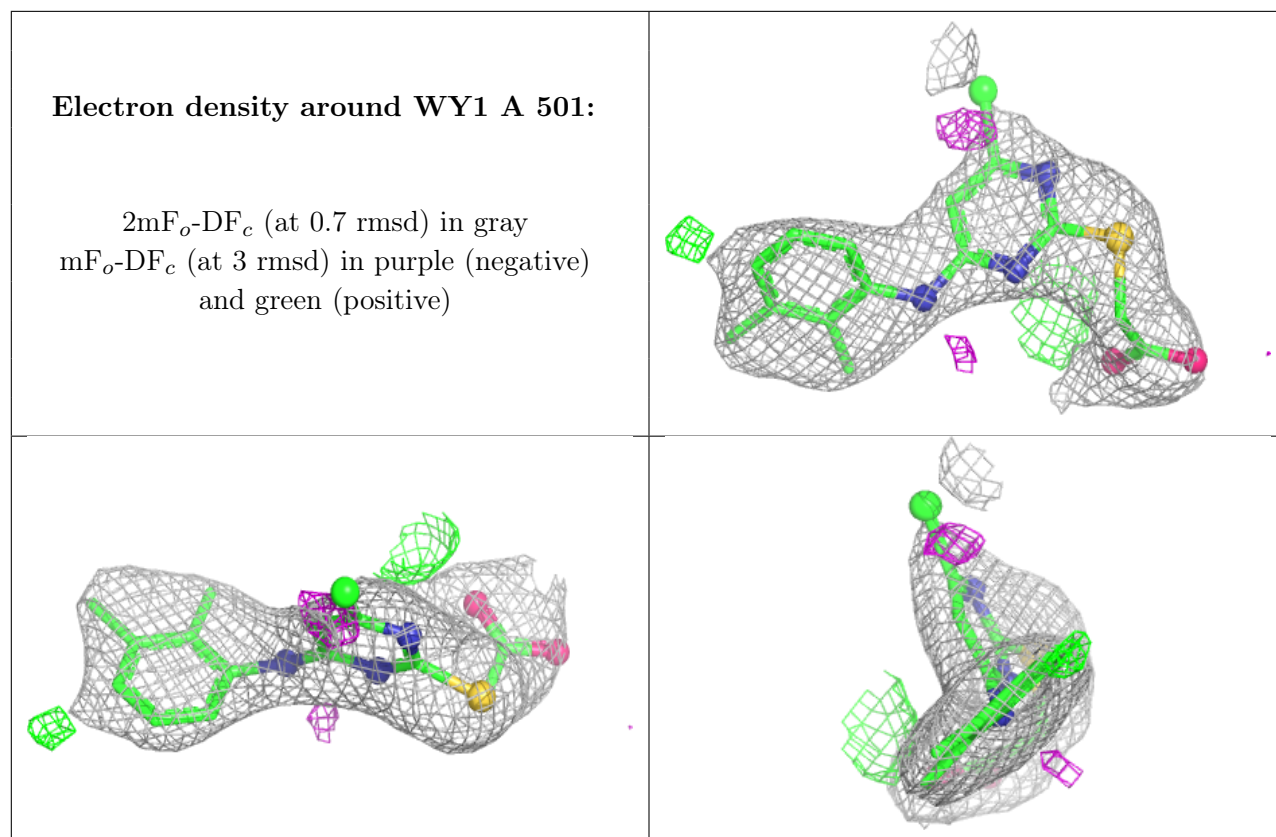 Electron density around WY1 A 501:
2mFo-DFc (at 0.7 rmsd) in gray
mFo-DFc (at 3 rmsd) in purple (negative)
and green (positive)